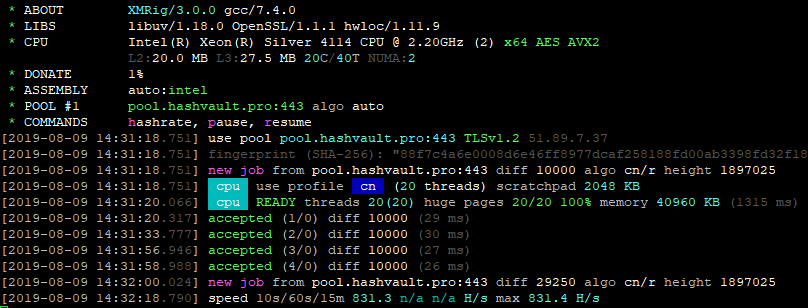 * ABOUT XMRig/3.0.0 gcc/7.4.0
* LIBS libuv/1.18.0 OpenSSL/1.1.1 hwloc/1.11.9
* CPU Intel(R) Xeon(R) Silver 4114 CPU @ 2.20GHz (2) x64 AES AVX2
L2:20.0 MB L3:27.5 MB 20C/40T NUMA:2
* DONATE 1%
* ASSEMBLY auto:intel
* POOL #1 pool.hashvault.pro:443 algo auto
* COMMANDS hashrate, pause, resume
[2019-08-09 14:31:18.751] use pool pool.hashvault.pro:443 TLSv1.2 51.89.7.37
[2019-08-09 14:31:18.751] fingerprint (SHA-256): "88f7c4a6e0008d6e46ff8977dcaf258188fd00ab3398fd32f18
[2019-08-09 14:31:18.751] new job from pool.hashvault.pro:443 diff 10000 algo cn/r height 1897025
[2019-08-09 14:31:18.751] cpu use profile cn (20 threads) scratchpad 2048 KB
[2019-08-09 14:31:20.066] cpu READY threads 20(20) huge pages 20/20 100% memory 40960 KB (1315 ms)
[2019-08-09 14:31:20.317] accepted (1/0) diff 10000 (29 ms)
[2019-08-09 14:31:33.777] accepted (2/0) diff 10000 (30 ms)
[2019-08-09 14:31:56.946] accepted (3/0) diff 10000 (27 ms)
[2019-08-09 14:31:58.988] accepted (4/0) diff 10000 (26 ms)
[2019-08-09 14:32:00.024] new job from pool.hashvault.pro:443 diff 29250 algo cn/r height 1897025
[2019-08-09 14:32:18.790] speed 10s/60s/15m 831.3 n/a n/a H/s max 831.4 H/s